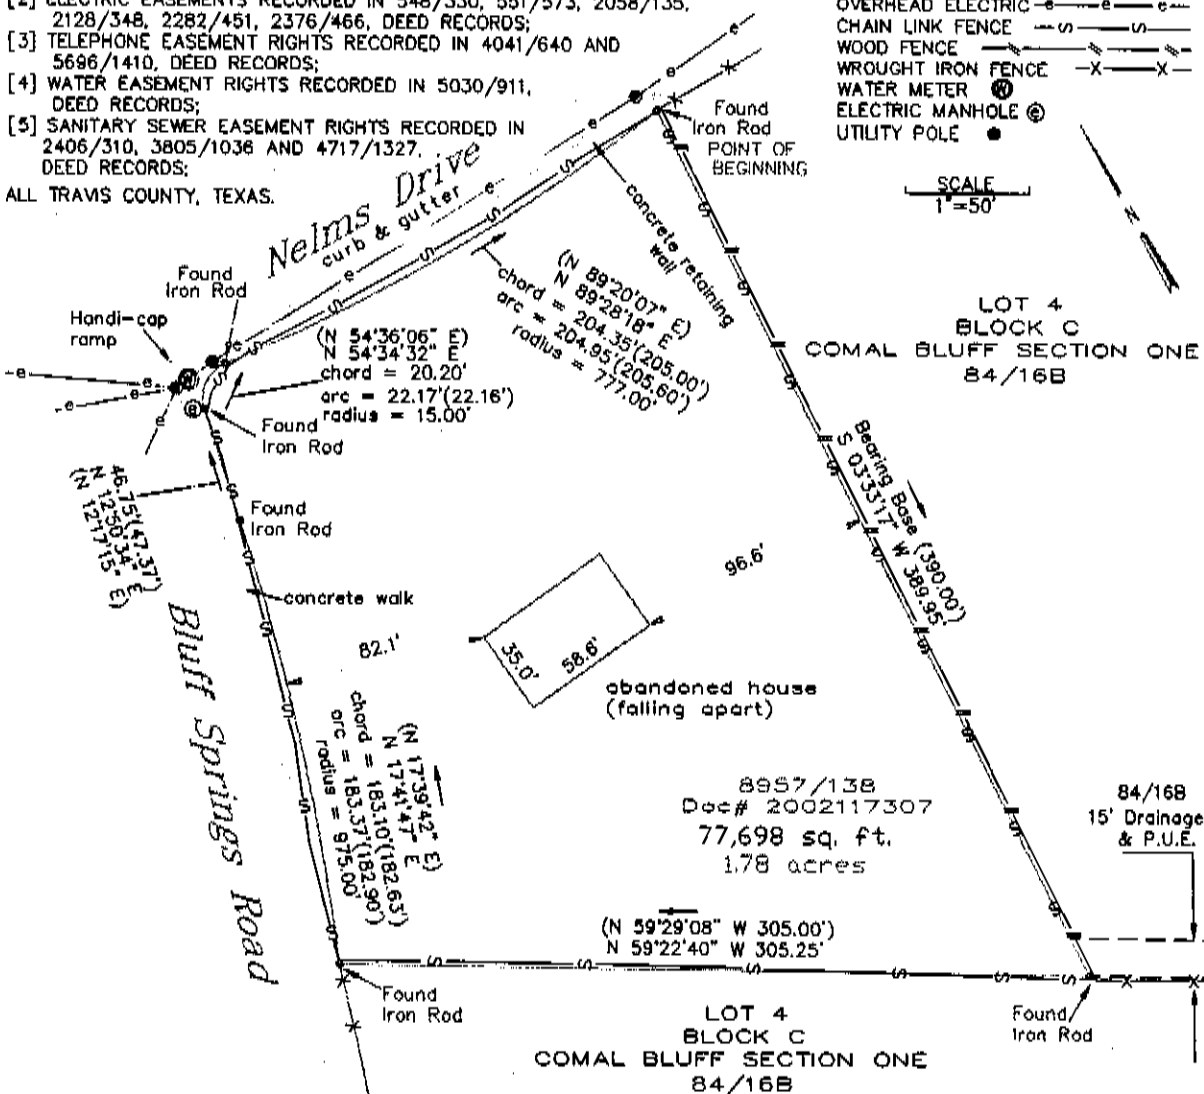 [2] ELECTRIC EASEMENTS RECORDED IN 548/330, 551/573, 2058/135,
2128/348, 2282/451, 2376/466, DEED RECORDS;
[3] TELEPHONE EASEMENT RIGHTS RECORDED IN 4041/640 AND
5696/1410, DEED RECORDS;
[4] WATER EASEMENT RIGHTS RECORDED IN 5030/911,
DEED RECORDS;
[5] SANITARY SEWER EASEMENT RIGHTS RECORDED IN
2406/310, 3805/1036 AND 4717/1327,
DEED RECORDS;
ALL TRAVIS COUNTY, TEXAS.
OVERHEAD ELECTRIC e e e
CHAIN LINK FENCE S S
WOOD FENCE
WROUGHT IRON FENCE X X
WATER METER W
ELECTRIC MANHOLE e
UTILITY POLE
SCALE
1"=50'
N
Found
Iron Rod
POINT OF
BEGINNING
Nelms Drive
curb & gutter
concrete retaining
wall
(N 89°20'07" E)
N 89°28'18" E
chord = 204.35'(205.00')
arc = 204.95'(205.60')
radius = 777.00'
Found
Iron Rod
Handi-cap
ramp
(N 54°36'06" E)
N 54°34'32" E
chord = 20.20'
arc = 22.17'(22.16')
radius = 15.00'
Found
Iron Rod
LOT 4
BLOCK C
COMAL BLUFF SECTION ONE
84/16B
46.75'(47.37')
N 12°50'34" E
(N 12°17'15" E)
Found
Iron Rod
concrete walk
Bearing Base (390.00')
S 03°33'17" W 389.95'
96.6'
82.1'
35.0'
58.6'
abandoned house
(falling apart)
Bluff Springs Road
(N 17°39'42" E)
N 17°41'47" E
chord = 183.10'(182.63')
arc = 183.37'(182.90')
radius = 975.00'
8957/138
Doc# 2002117307
77,698 sq. ft.
1.78 acres
84/16B
15' Drainage
& P.U.E.
(N 59°29'08" W 305.00')
N 59°22'40" W 305.25'
Found
Iron Rod
Found
Iron Rod
LOT 4
BLOCK C
COMAL BLUFF SECTION ONE
84/16B